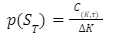 p(S_T) = C_(K,τ) / ΔK